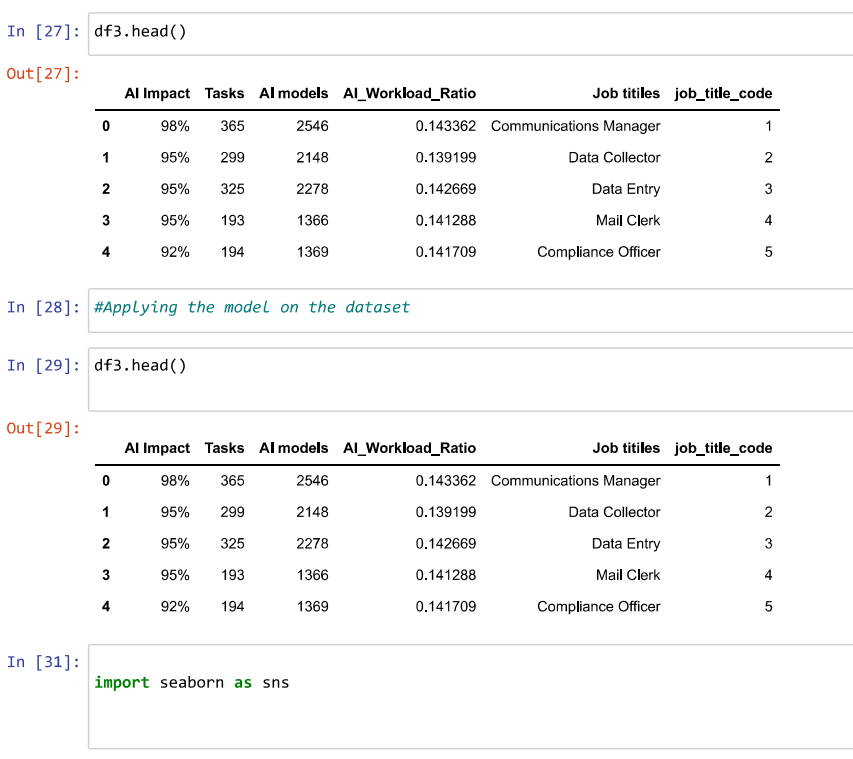 In [27]: df3.head()
Out[27]:
AI Impact Tasks AI models AI_Workload_Ratio Job titiles job_title_code
0 98% 365 2546 0.143362 Communications Manager 1
1 95% 299 2148 0.139199 Data Collector 2
2 95% 325 2278 0.142669 Data Entry 3
3 95% 193 1366 0.141288 Mail Clerk 4
4 92% 194 1369 0.141709 Compliance Officer 5
In [28]: #Applying the model on the dataset
In [29]: df3.head()
Out[29]:
AI Impact Tasks AI models AI_Workload_Ratio Job titiles job_title_code
0 98% 365 2546 0.143362 Communications Manager 1
1 95% 299 2148 0.139199 Data Collector 2
2 95% 325 2278 0.142669 Data Entry 3
3 95% 193 1366 0.141288 Mail Clerk 4
4 92% 194 1369 0.141709 Compliance Officer 5
In [31]:
import seaborn as sns